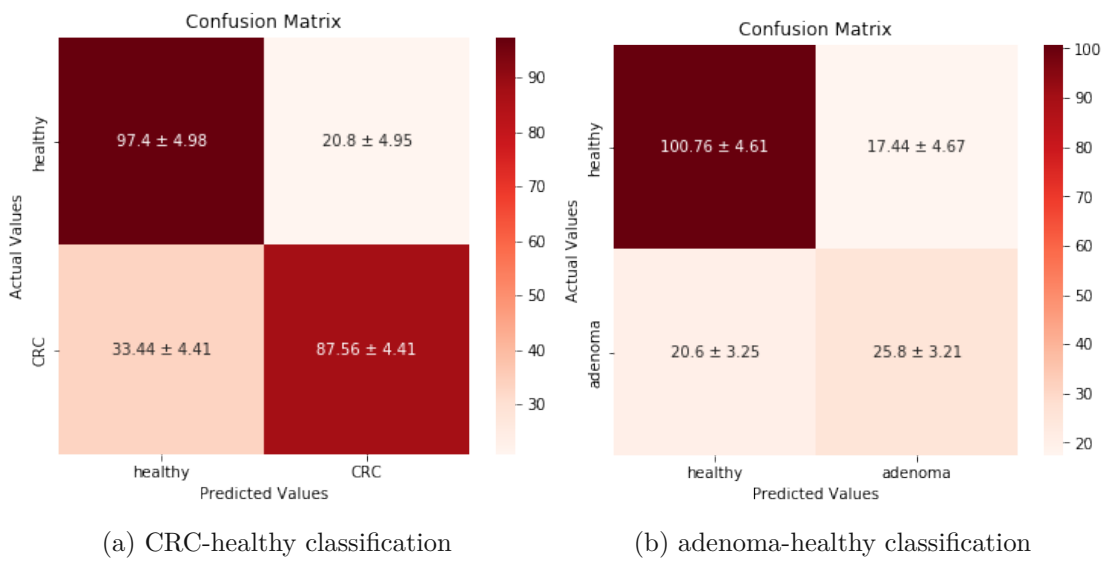 Confusion Matrix
90
80
70
60
50
40
30
healthy
CRC
Actual Values
97.4 ± 4.98
20.8 ± 4.95
33.44 ± 4.41
87.56 ± 4.41
healthy
CRC
Predicted Values
(a) CRC-healthy classification
Confusion Matrix
100
90
80
70
60
50
40
30
20
healthy
adenoma
Actual Values
100.76 ± 4.61
17.44 ± 4.67
20.6 ± 3.25
25.8 ± 3.21
healthy
adenoma
Predicted Values
(b) adenoma-healthy classification